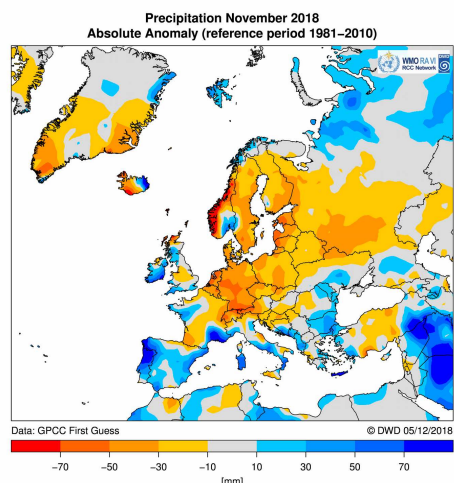 Precipitation November 2018
Absolute Anomaly (reference period 1981−2010)
WMO RA VI
RCC Network
Data: GPCC First Guess
© DWD 05/12/2018
−70 −50 −30 −10 10 30 50 70
[mm]